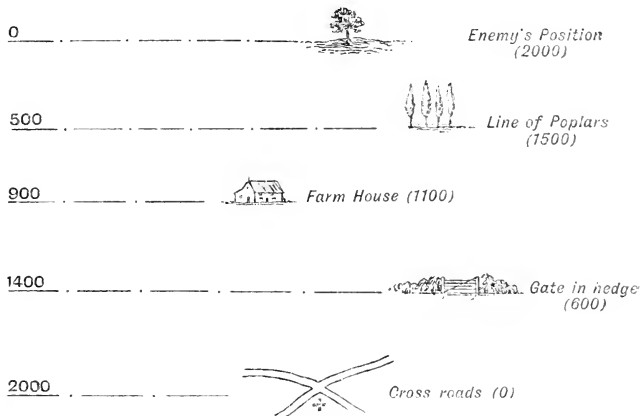 0
Enemy's Position
(2000)
500
Line of Poplars
(1500)
900
Farm House (1100)
1400
Gate in hedge
(600)
2000
Cross roads (0)